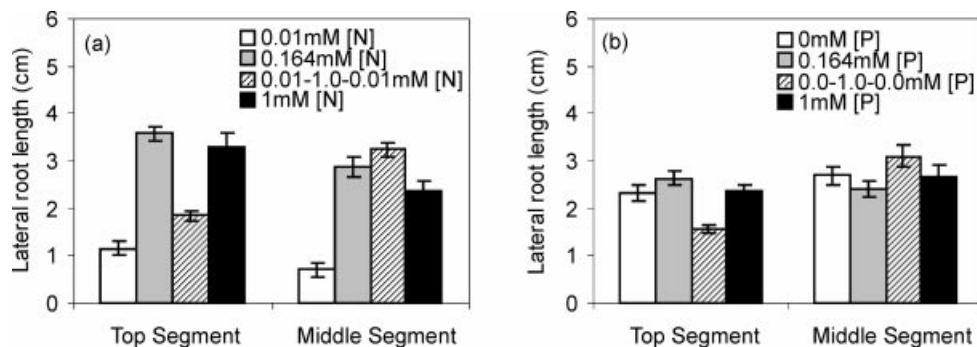 (a)
0.01mM [N]
0.164mM [N]
0.01-1.0-0.01mM [N]
1mM [N]
Lateral root length (cm)
6
5
4
3
2
1
0
Top Segment
Middle Segment
(b)
0mM [P]
0.164mM [P]
0.0-1.0-0.0mM [P]
1mM [P]
Lateral root length (cm)
6
5
4
3
2
1
0
Top Segment
Middle Segment